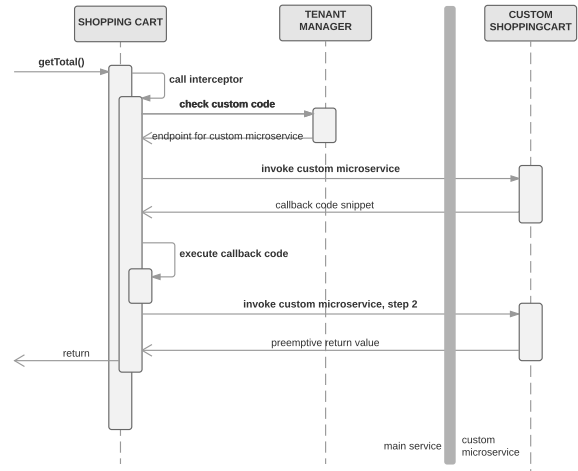 SHOPPING CART
TENANT
MANAGER
CUSTOM
SHOPPINGCART
getTotal()
call interceptor
check custom code
endpoint for custom microservice
invoke custom microservice
callback code snippet
execute callback code
invoke custom microservice, step 2
preemptive return value
return
main service
custom
microservice